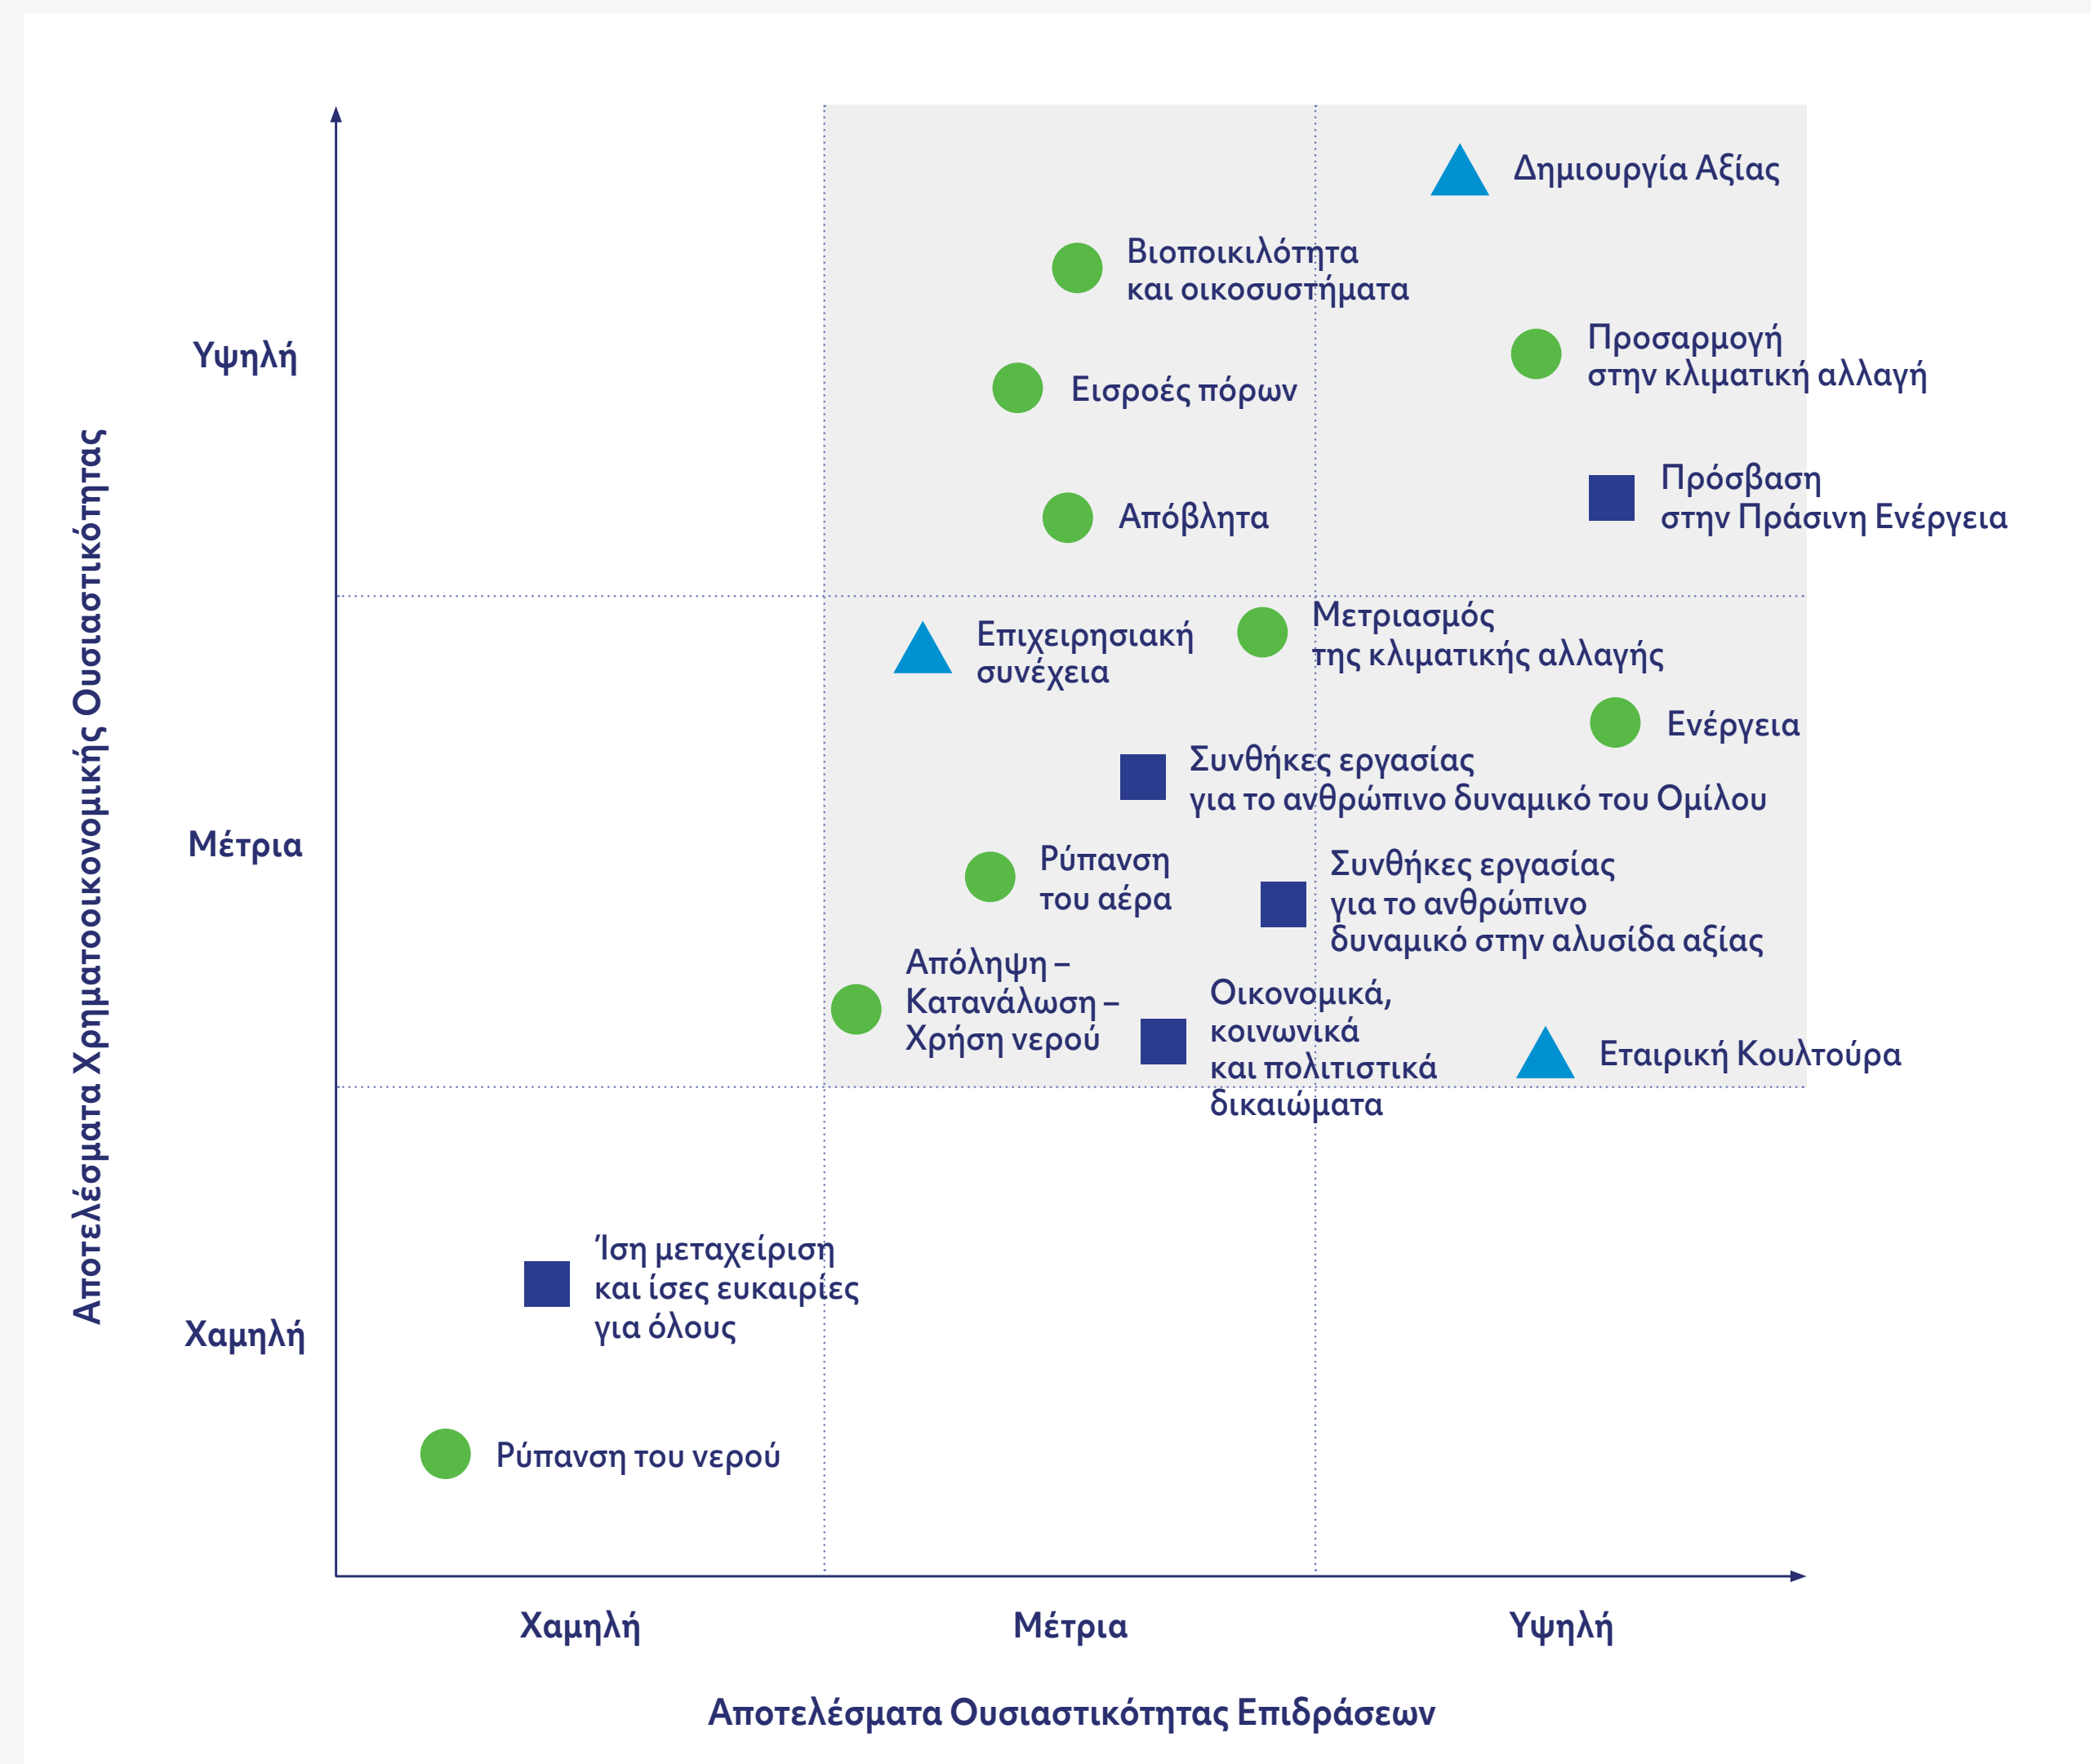 Δημιουργία Αξίας
Βιοποικιλότητα
και οικοσυστήματα
Προσαρμογή
στην κλιματική αλλαγή
Υψηλή
Εισροές πόρων
Πρόσβαση
στην Πράσινη Ενέργεια
Απόβλητα
Μετριασμός
της κλιματικής αλλαγής
Επιχειρησιακή
συνέχεια
Ενέργεια
Συνθήκες εργασίας
για το ανθρώπινο δυναμικό του Ομίλου
Μέτρια
Ρύπανση
του αέρα
Συνθήκες εργασίας
για το ανθρώπινο
δυναμικό στην αλυσίδα αξίας
Απόληψη –
Κατανάλωση –
Χρήση νερού
Οικονομικά,
κοινωνικά
και πολιτιστικά
δικαιώματα
Εταιρική Κουλτούρα
Αποτελέσματα Χρηματοοικονομικής Ουσιαστικότητας
Ίση μεταχείριση
και ίσες ευκαιρίες
για όλους
Χαμηλή
Ρύπανση του νερού
Χαμηλή
Μέτρια
Υψηλή
Αποτελέσματα Ουσιαστικότητας Επιδράσεων